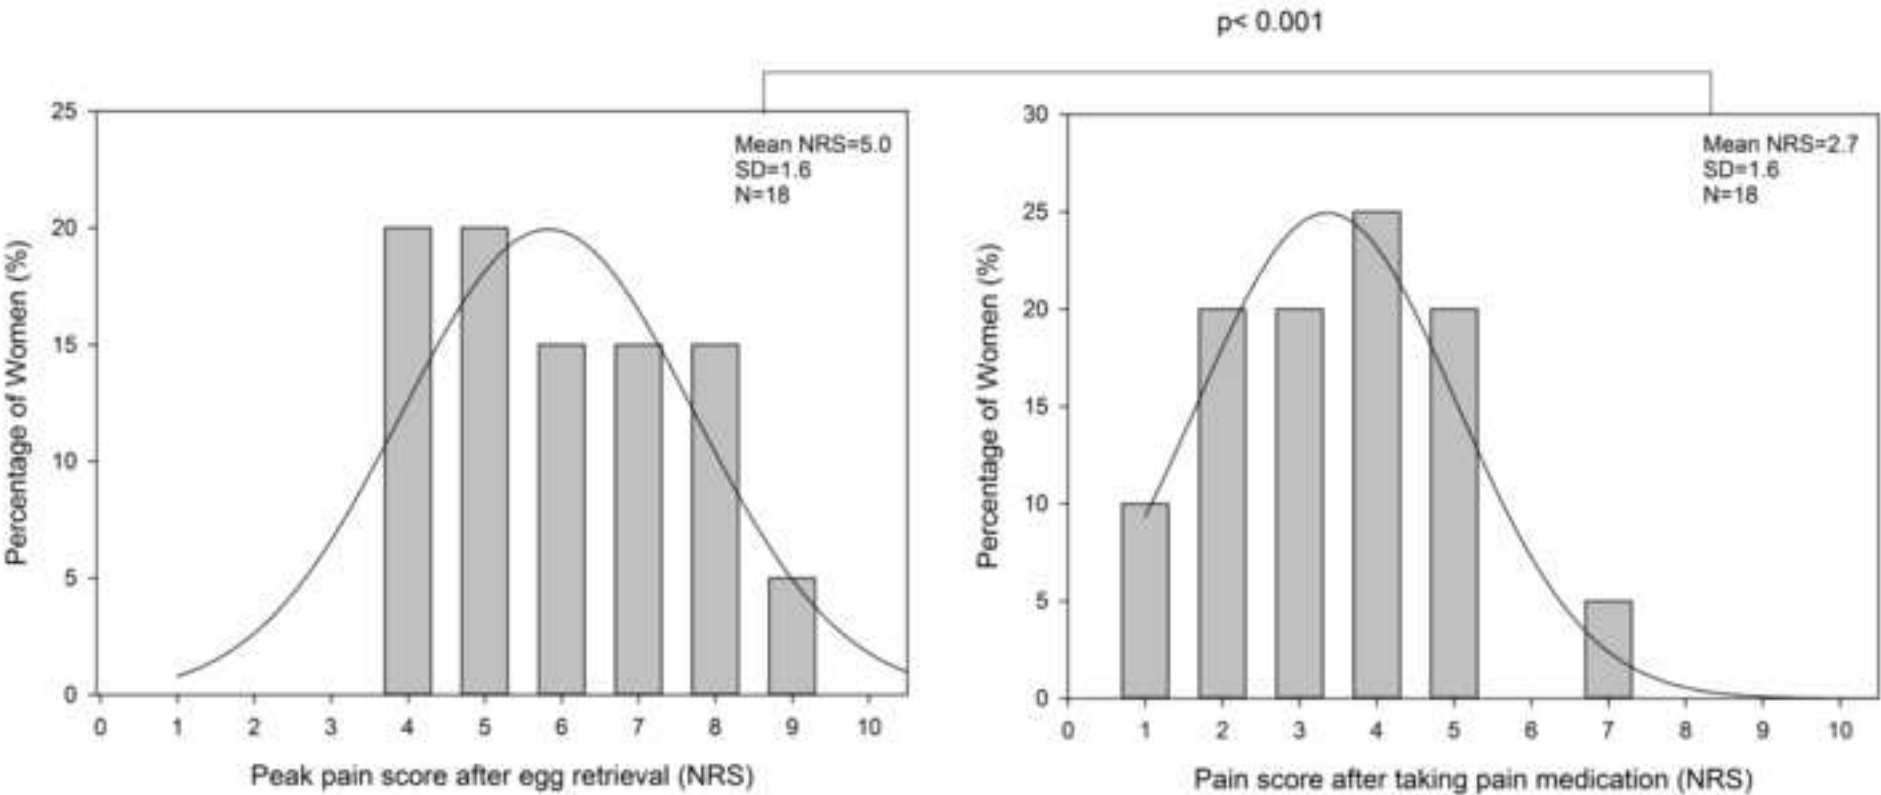 p< 0.001
25
20
15
10
5
0
Percentage of Women (%)
Mean NRS=5.0
SD=1.6
N=18
0 1 2 3 4 5 6 7 8 9 10
Peak pain score after egg retrieval (NRS)
30
25
20
15
10
5
0
Percentage of Women (%)
Mean NRS=2.7
SD=1.6
N=18
0 1 2 3 4 5 6 7 8 9 10
Pain score after taking pain medication (NRS)